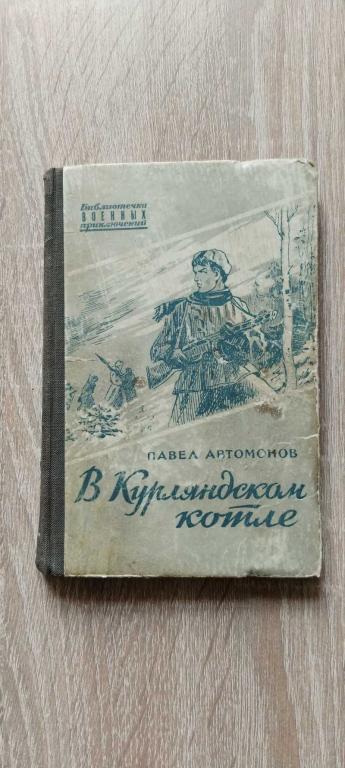 Библиотечка
ВОЕННЫХ
приключений
ПАВЕЛ АВТОМОНОВ
В Курляндском
котле